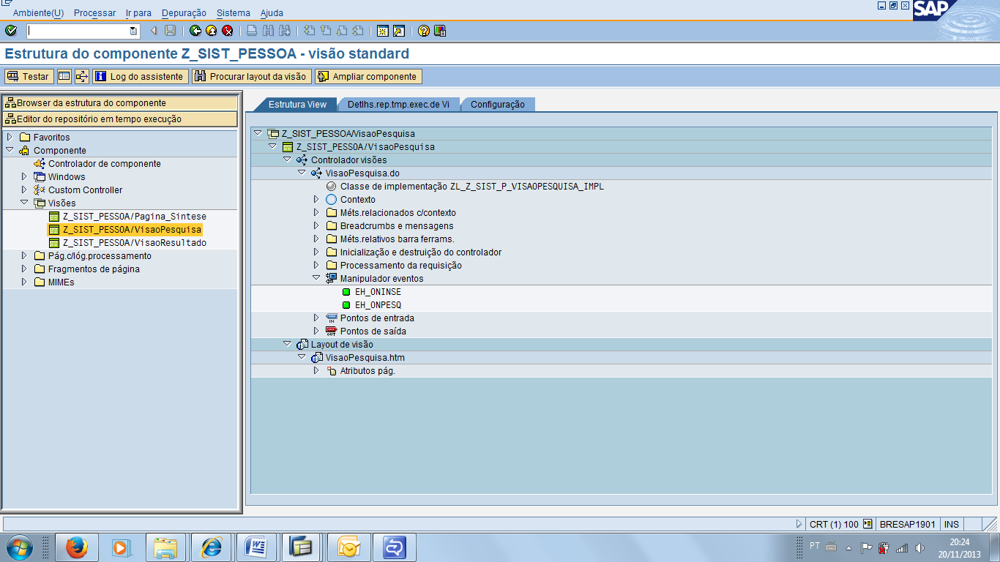 Ambiente(U) Processar Ir para Depuração Sistema Ajuda
SAP
Estrutura do componente Z_SIST_PESSOA - visão standard
Testar Log do assistente Procurar layout da visão Ampliar componente
Browser da estrutura do componente
Editor do repositório em tempo execução
Favoritos
Componente
Controlador de componente
Windows
Custom Controller
Visões
Z_SIST_PESSOA/Pagina_Sintese
Z_SIST_PESSOA/VisaoPesquisa
Z_SIST_PESSOA/VisaoResultado
Pág.c/lóg.processamento
Fragmentos de página
MIMEs
Estrutura View Detlhs.rep.tmp.exec.de Vi Configuração
Z_SIST_PESSOA/VisaoPesquisa
Z_SIST_PESSOA/VisaoPesquisa
Controlador visões
VisaoPesquisa.do
Classe de implementação ZL_Z_SIST_P_VISAOPESQUISA_IMPL
Contexto
Méts.relacionados c/contexto
Breadcrumbs e mensagens
Méts.relativos barra ferrams.
Inicialização e destruição do controlador
Processamento da requisição
Manipulador eventos
EH_ONINSE
EH_ONPESQ
IN Pontos de entrada
OUT Pontos de saída
Layout de visão
VisaoPesquisa.htm
Atributos pág.
CRT (1) 100 BRESAP1901 INS
PT 20:24
20/11/2013